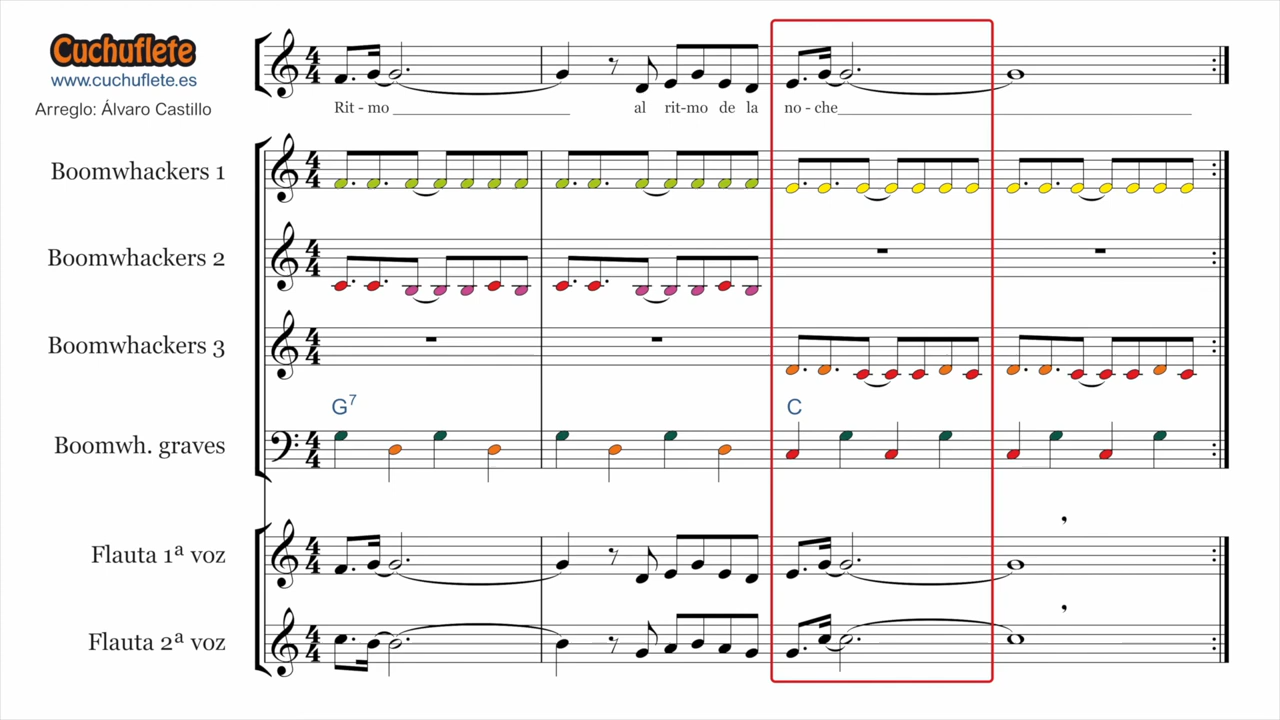 Cuchuflete
www.cuchuflete.es
Arreglo: Álvaro Castillo
Rit - mo al rit-mo de la no - che
Boomwhackers 1
Boomwhackers 2
Boomwhackers 3
G7 C
Boomwh. graves
Flauta 1ª voz
Flauta 2ª voz